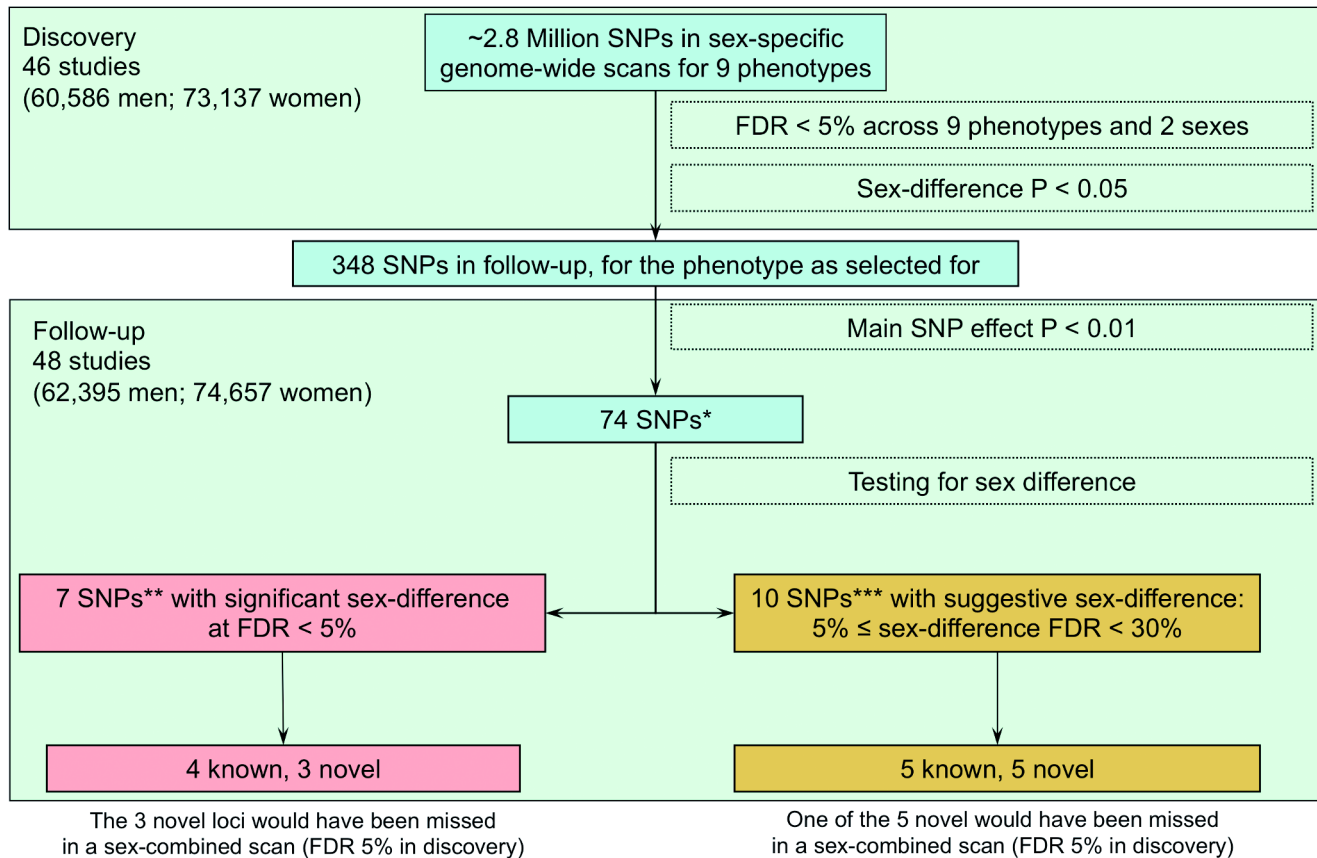 Discovery
46 studies
(60,586 men; 73,137 women)
~2.8 Million SNPs in sex-specific
genome-wide scans for 9 phenotypes
FDR < 5% across 9 phenotypes and 2 sexes
Sex-difference P < 0.05
348 SNPs in follow-up, for the phenotype as selected for
Follow-up
48 studies
(62,395 men; 74,657 women)
Main SNP effect P < 0.01
74 SNPs*
Testing for sex difference
7 SNPs** with significant sex-difference
at FDR < 5%
10 SNPs*** with suggestive sex-difference:
5% ≤ sex-difference FDR < 30%
4 known, 3 novel
5 known, 5 novel
The 3 novel loci would have been missed
in a sex-combined scan (FDR 5% in discovery)
One of the 5 novel would have been missed
in a sex-combined scan (FDR 5% in discovery)